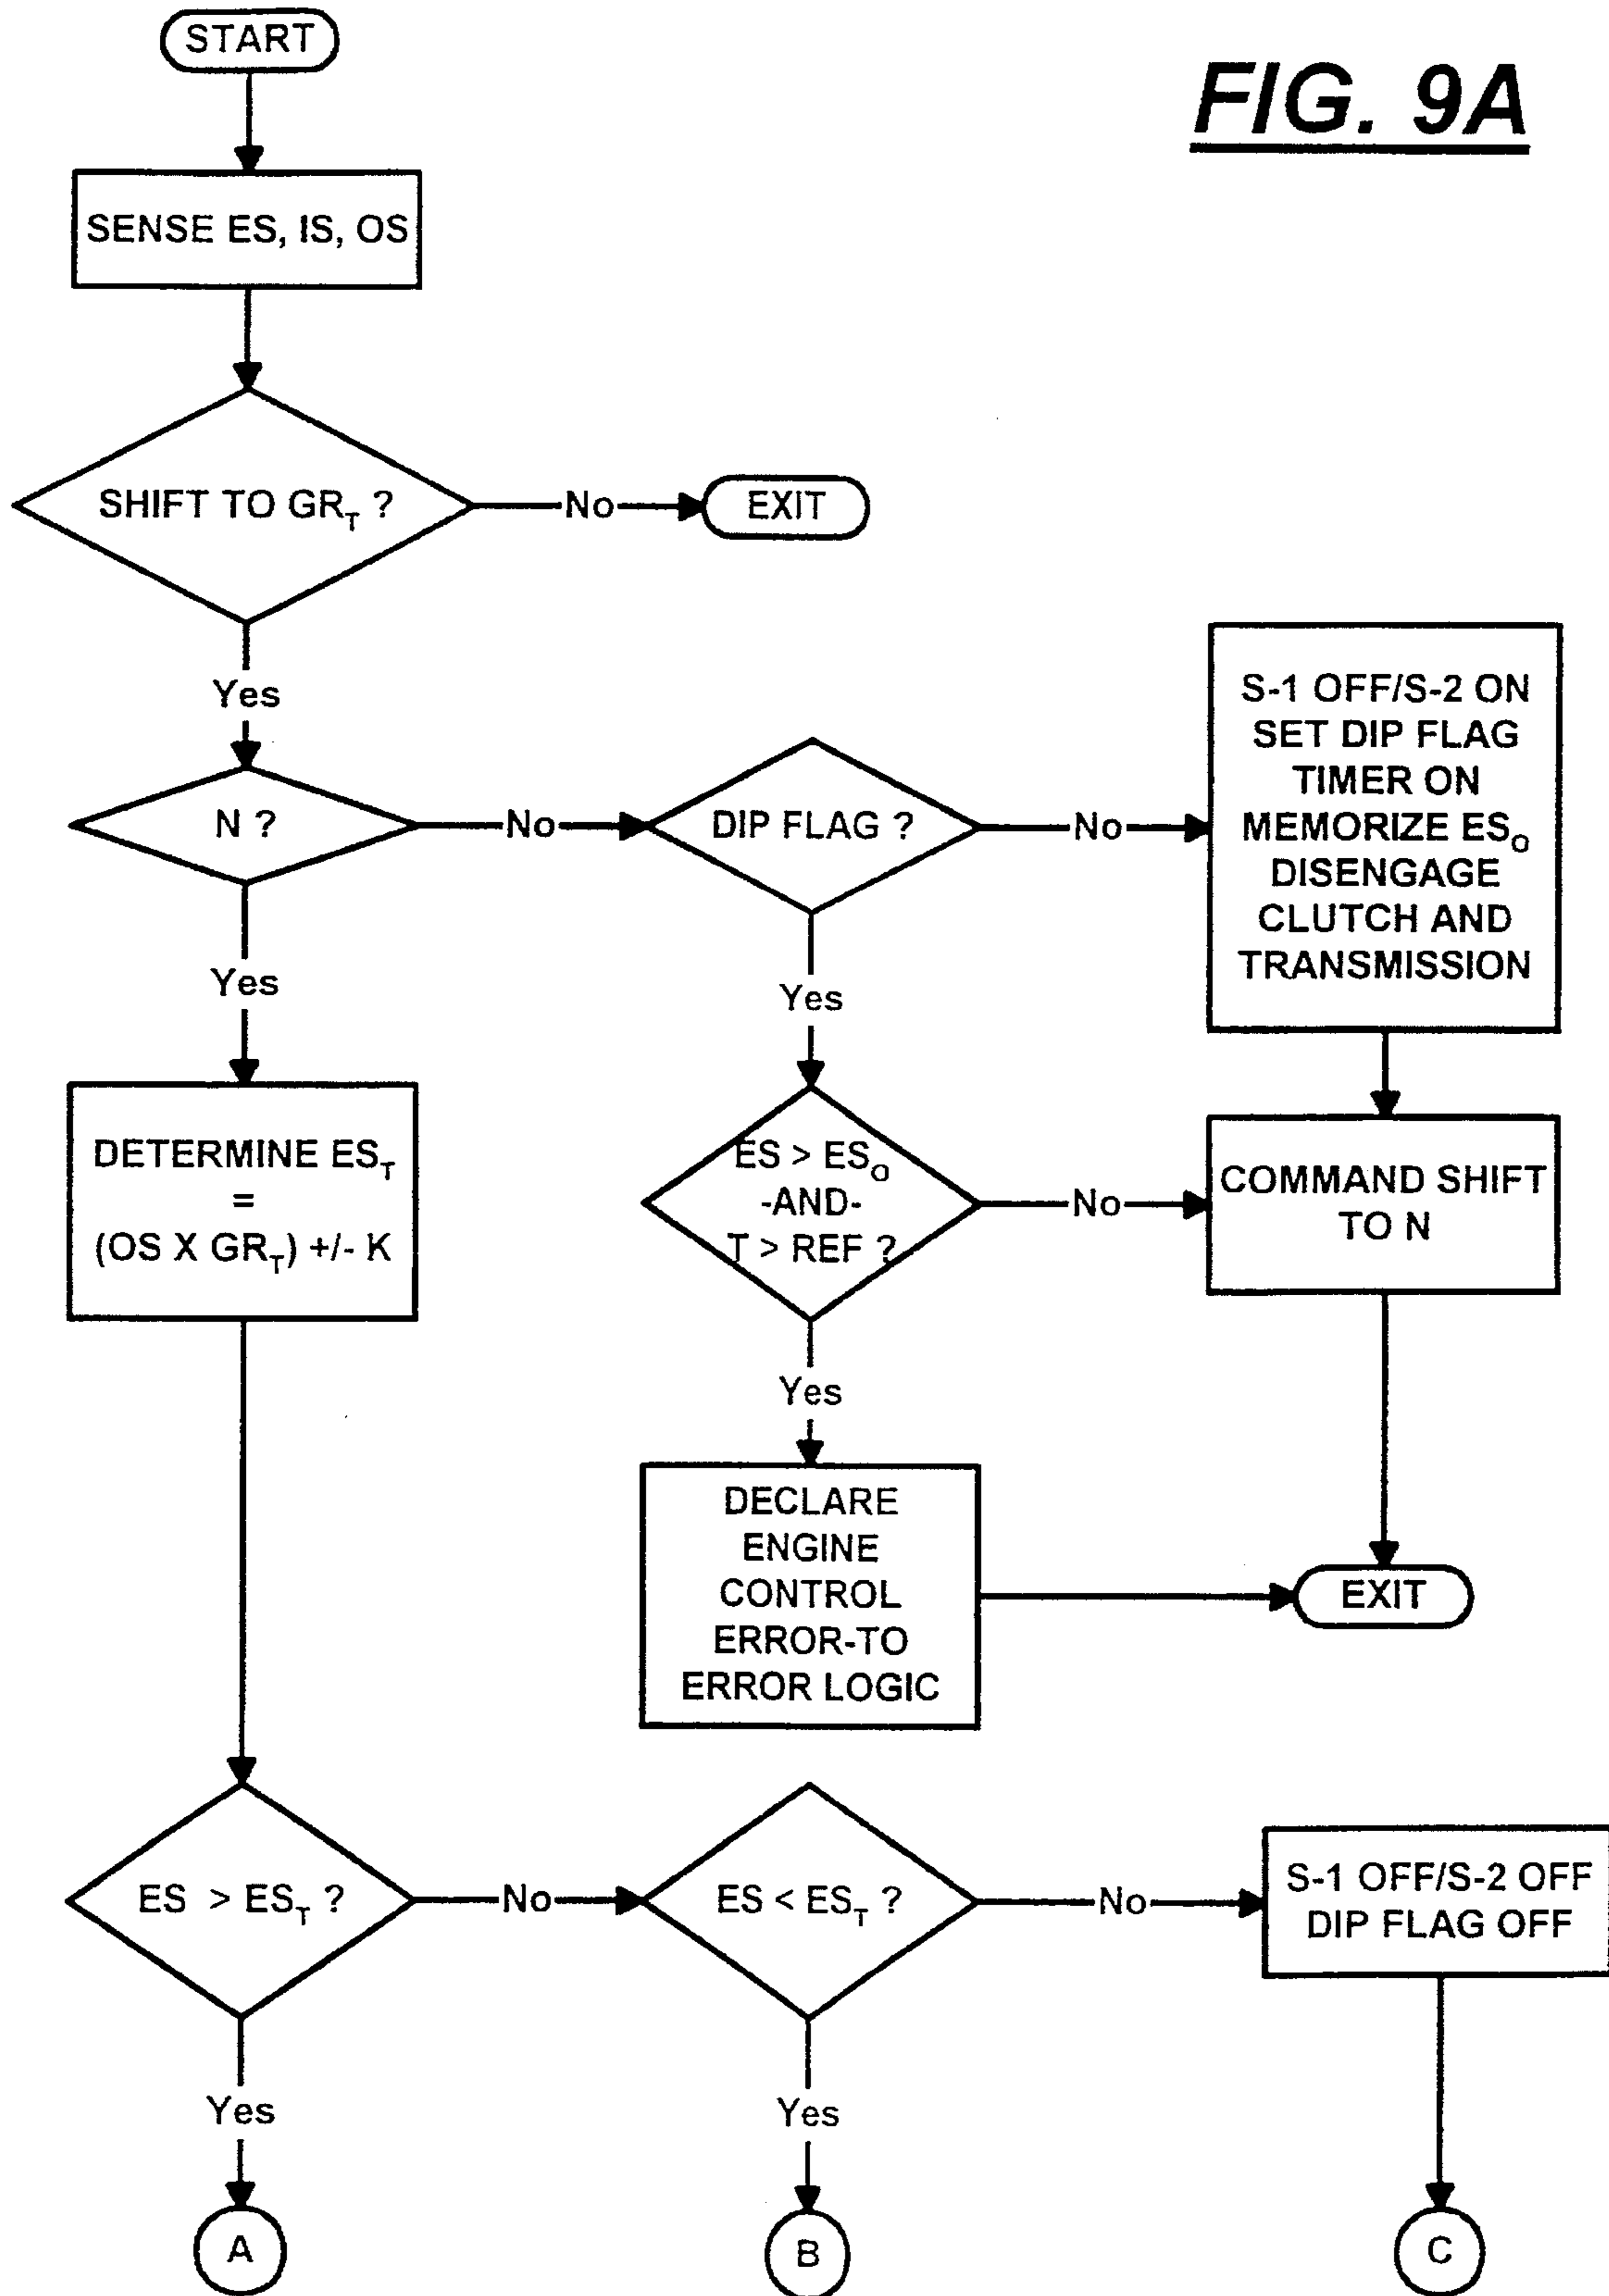 START
FIG. 9A
SENSE ES, IS, OS
SHIFT TO GR_T ?
No
EXIT
Yes
N ?
No
DIP FLAG ?
No
S-1 OFF/S-2 ON
SET DIP FLAG
TIMER ON
MEMORIZE ES_O
DISENGAGE
CLUTCH AND
TRANSMISSION
Yes
Yes
DETERMINE ES_T
=
(OS X GR_T) +/- K
ES > ES_O
-AND-
T > REF ?
No
COMMAND SHIFT
TO N
Yes
DECLARE
ENGINE
CONTROL
ERROR-TO
ERROR LOGIC
EXIT
ES > ES_T ?
No
ES < ES_T ?
No
S-1 OFF/S-2 OFF
DIP FLAG OFF
Yes
Yes
A
B
C